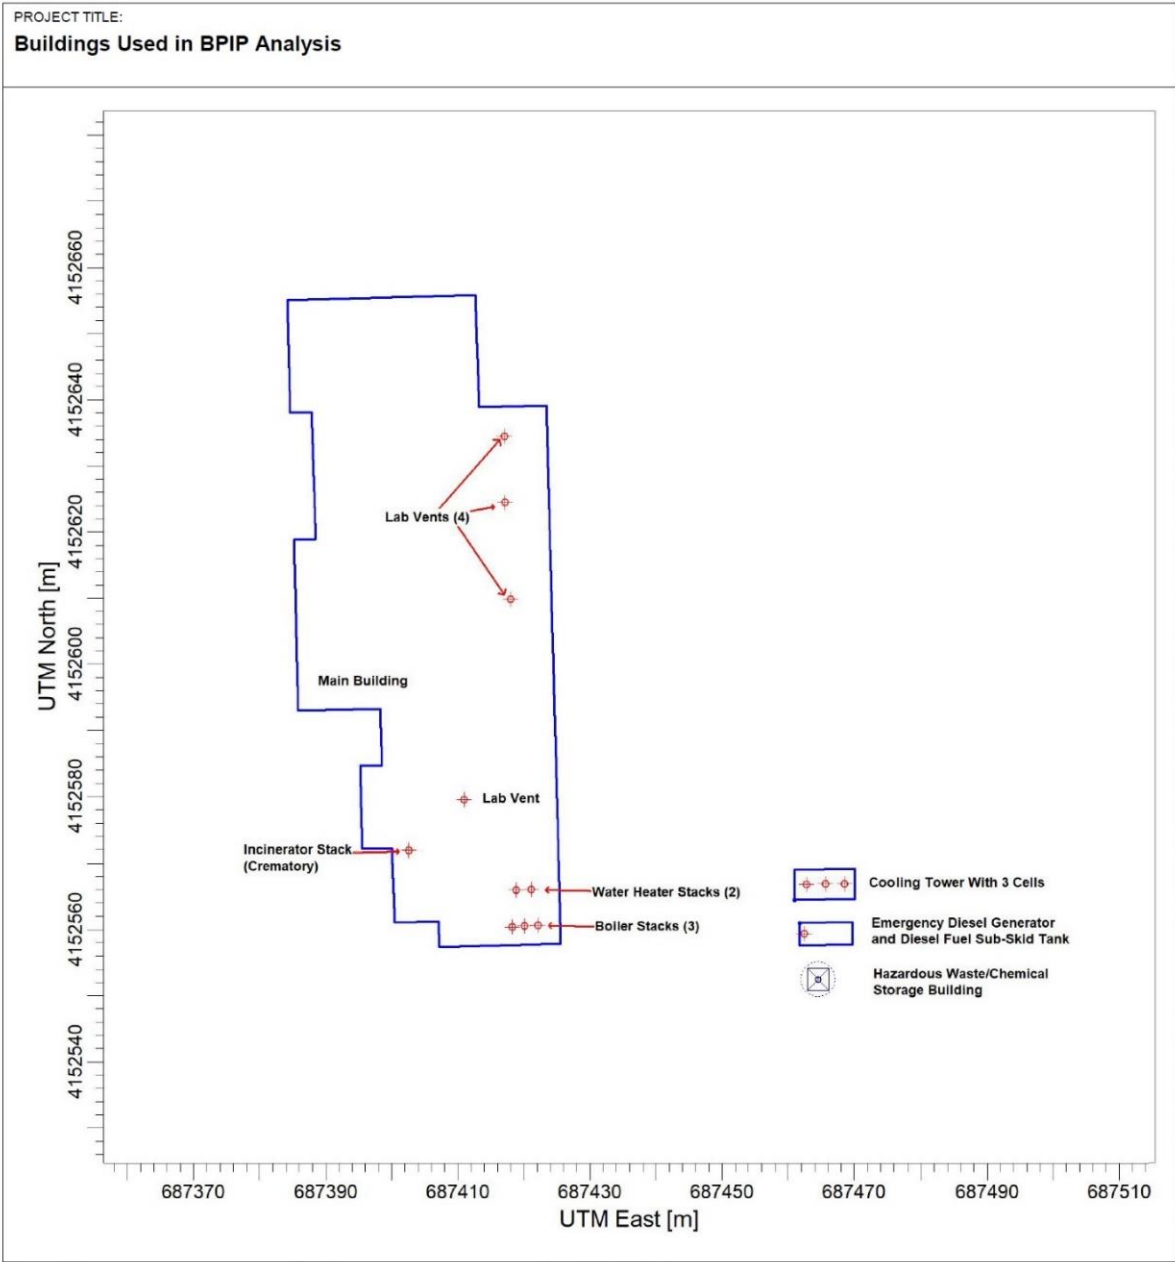 PROJECT TITLE:
Buildings Used in BPIP Analysis
UTM North [m]
4152660
4152640
4152620
4152600
4152580
4152560
4152540
Lab Vents (4)
Main Building
Lab Vent
Incinerator Stack
(Crematory)
Water Heater Stacks (2)
Boiler Stacks (3)
Cooling Tower With 3 Cells
Emergency Diesel Generator
and Diesel Fuel Sub-Skid Tank
Hazardous Waste/Chemical
Storage Building
687370 687390 687410 687430 687450 687470 687490 687510
UTM East [m]